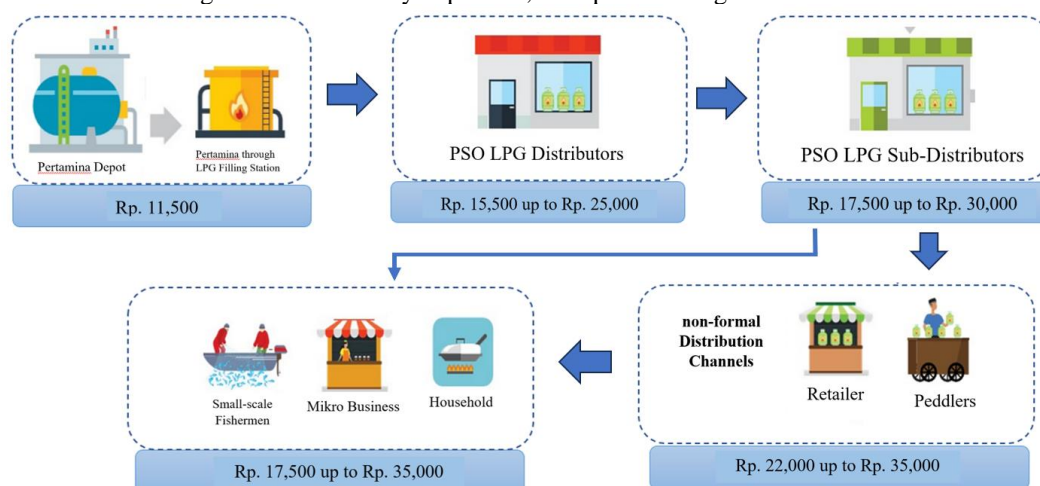 Pertamina Depot
Pertamina through
LPG Filling Station
Rp. 11,500
PSO LPG Distributors
Rp. 15,500 up to Rp. 25,000
PSO LPG Sub-Distributors
Rp. 17,500 up to Rp. 30,000
Small-scale
Fishermen
Mikro Business
Household
Rp. 17,500 up to Rp. 35,000
non-formal
Distribution
Channels
Retailer
Peddlers
Rp. 22,000 up to Rp. 35,000